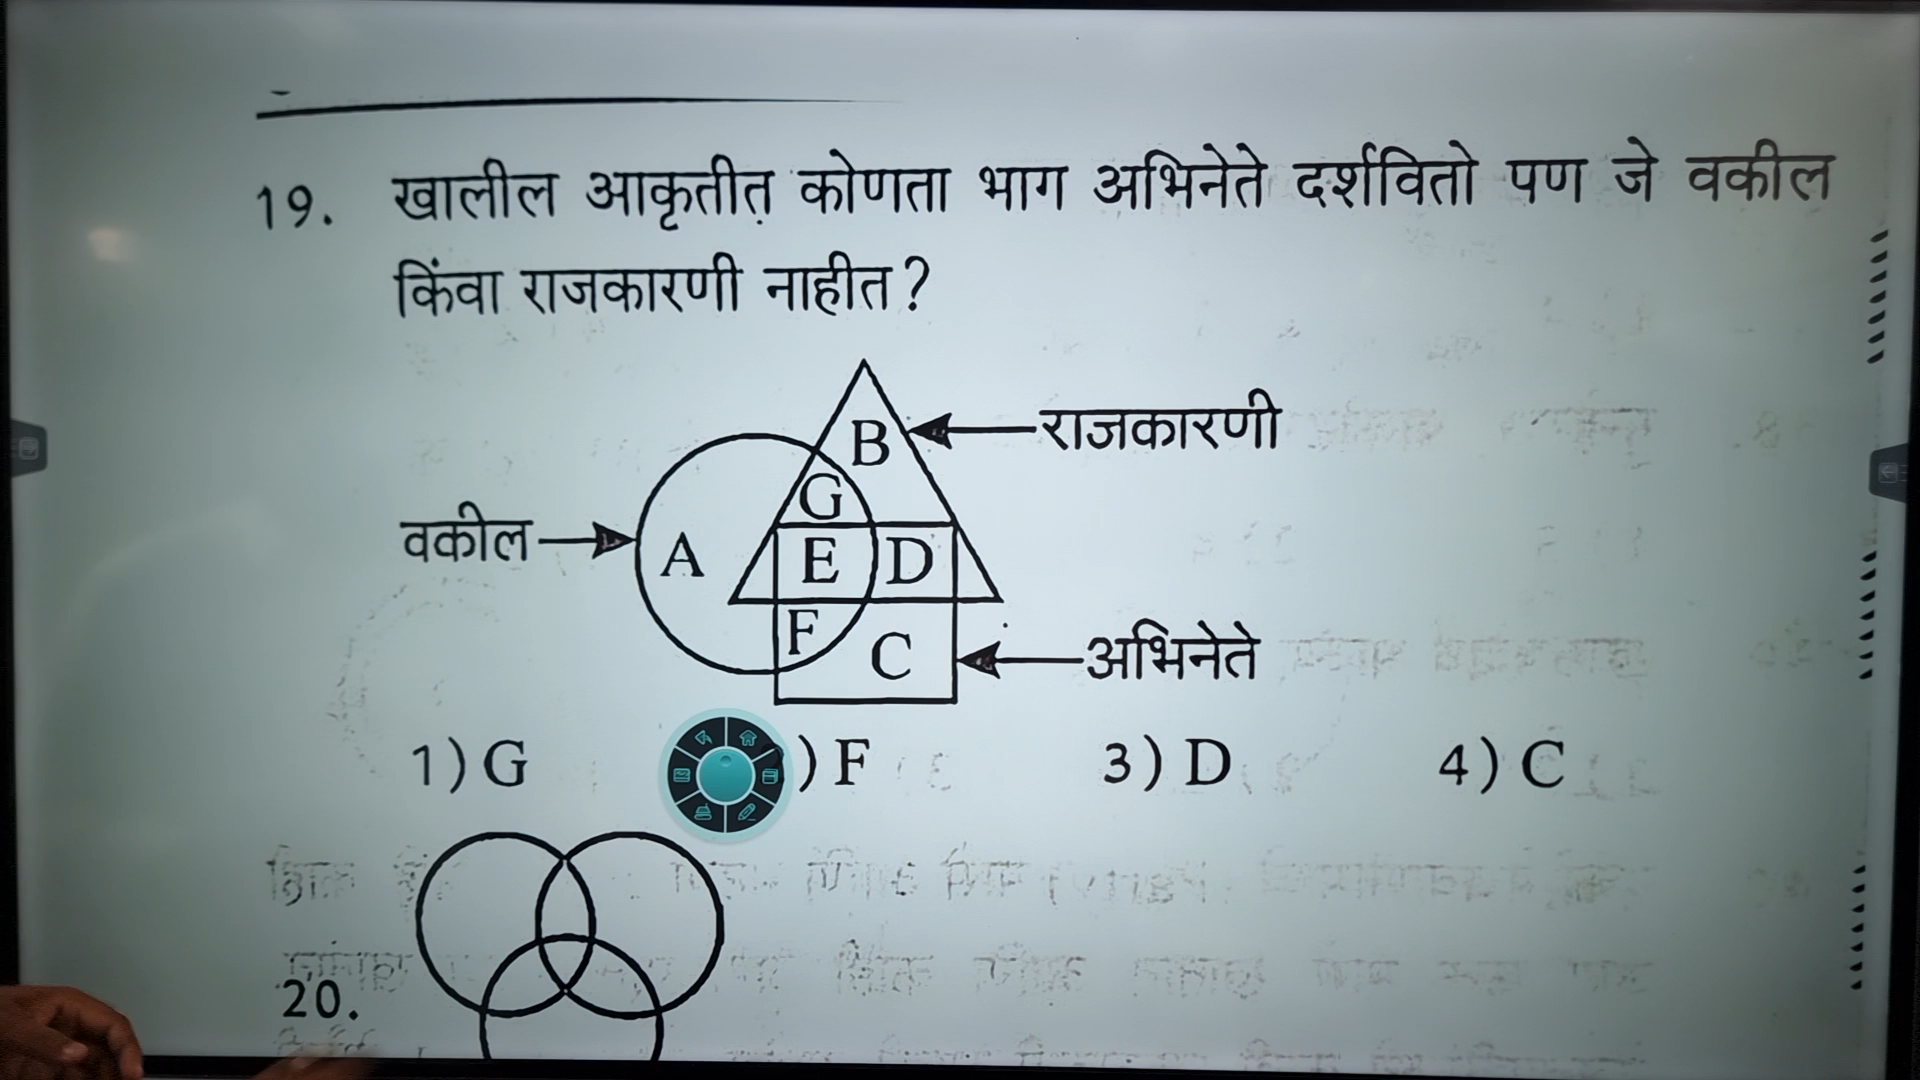 19. खालील आकृतीत कोणता भाग अभिनेते दर्शवितो पण जे वकील
किंवा राजकारणी नाहीत?
B
राजकारणी
G
वकील
A
E
D
F
C
अभिनेते
1) G ) F 3) D 4) C
20.